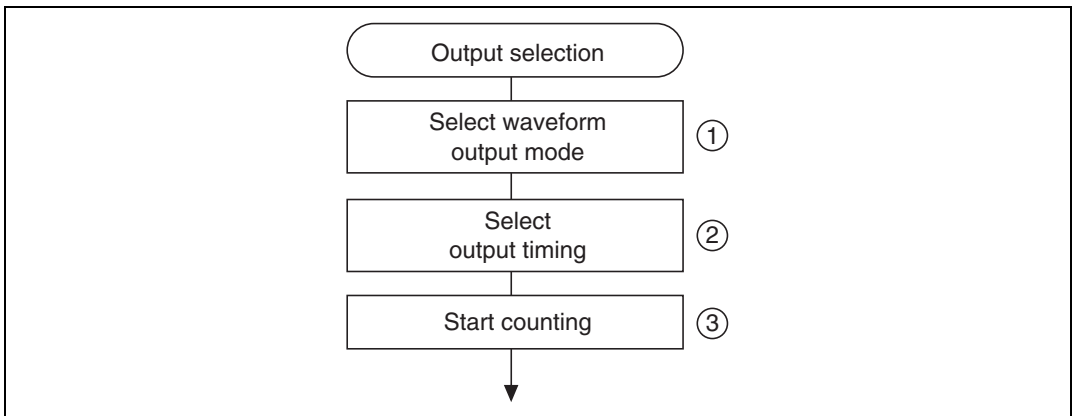 Output selection
Select waveform
output mode
①
Select
output timing
②
Start counting
③